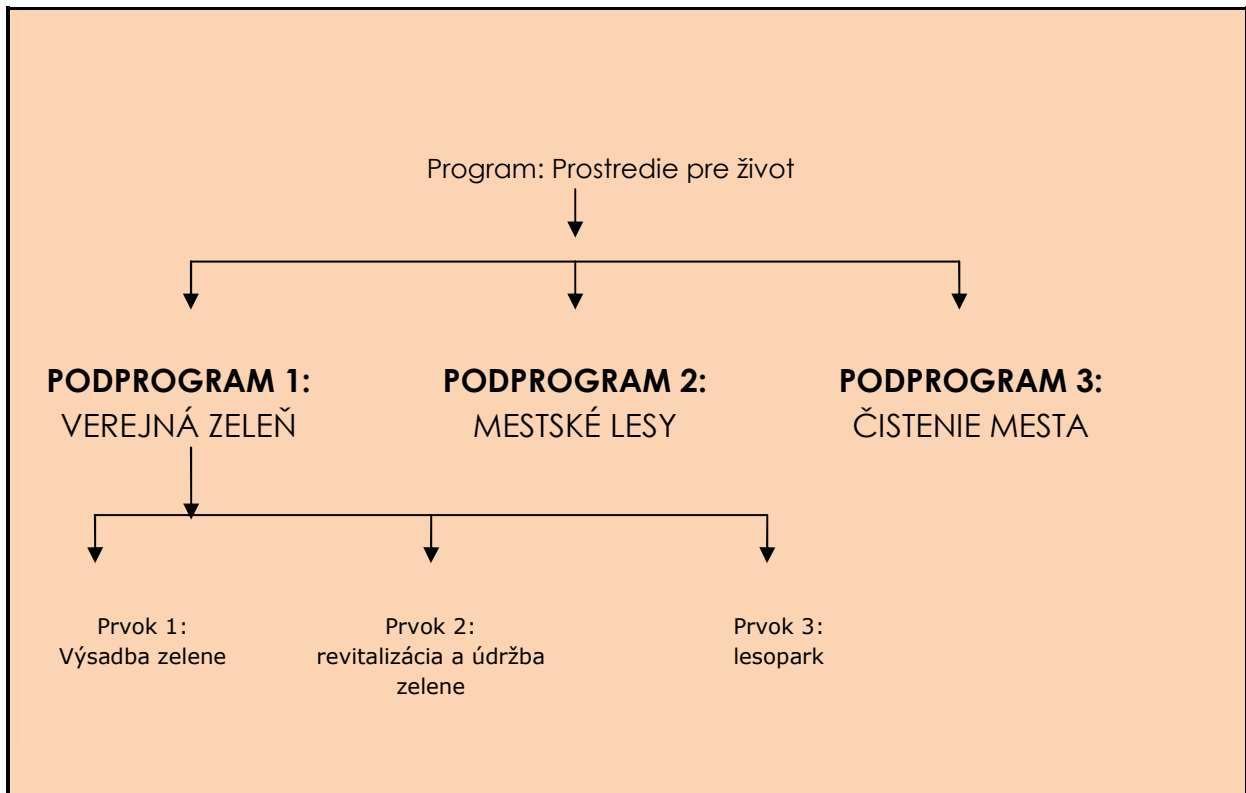 Program: Prostredie pre život
PODPROGRAM 1:
VEREJNÁ ZELEŇ
PODPROGRAM 2:
MESTSKÉ LESY
PODPROGRAM 3:
ČISTENIE MESTA
Prvok 1:
Výsadba zelene
Prvok 2:
revitalizácia a údržba
zelene
Prvok 3:
lesopark